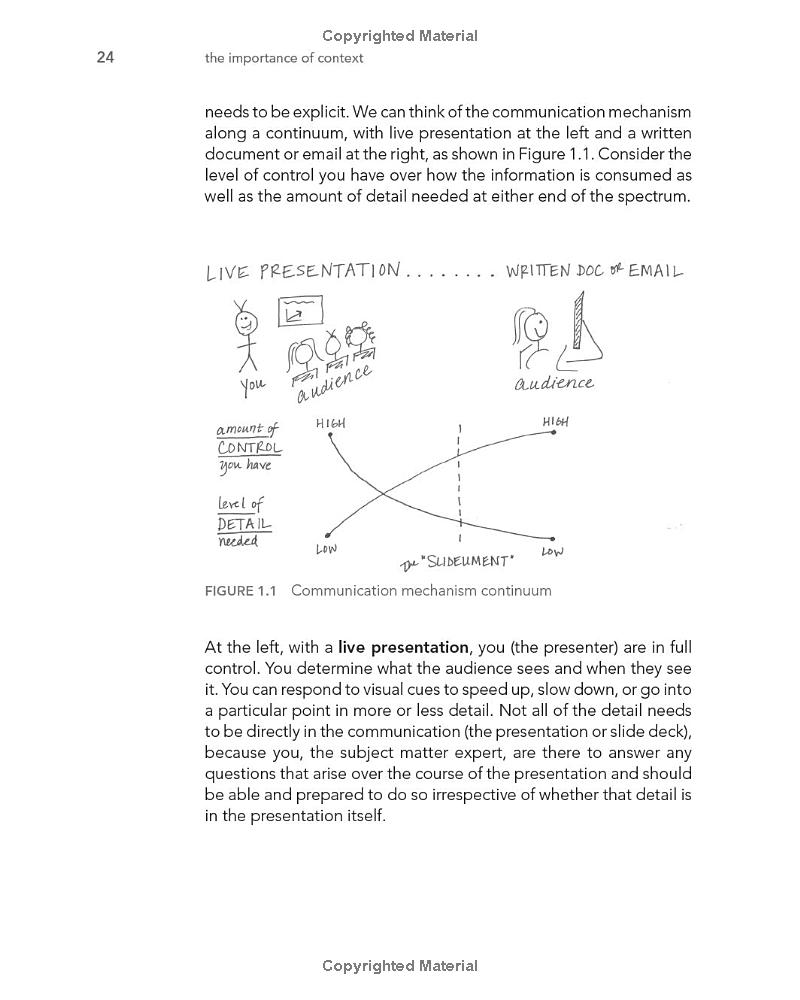 Copyrighted Material
24 the importance of context
needs to be explicit. We can think of the communication mechanism
along a continuum, with live presentation at the left and a written
document or email at the right, as shown in Figure 1.1. Consider the
level of control you have over how the information is consumed as
well as the amount of detail needed at either end of the spectrum.
LIVE PRESENTATION ........ WRITTEN DOC OR EMAIL
you
audience
audience
amount of
CONTROL
you have
HIGH
HIGH
level of
DETAIL
needed
LOW
LOW
the "SLIDEUMENT"
FIGURE 1.1 Communication mechanism continuum
At the left, with a live presentation, you (the presenter) are in full
control. You determine what the audience sees and when they see
it. You can respond to visual cues to speed up, slow down, or go into
a particular point in more or less detail. Not all of the detail needs
to be directly in the communication (the presentation or slide deck),
because you, the subject matter expert, are there to answer any
questions that arise over the course of the presentation and should
be able and prepared to do so irrespective of whether that detail is
in the presentation itself.
Copyrighted Material